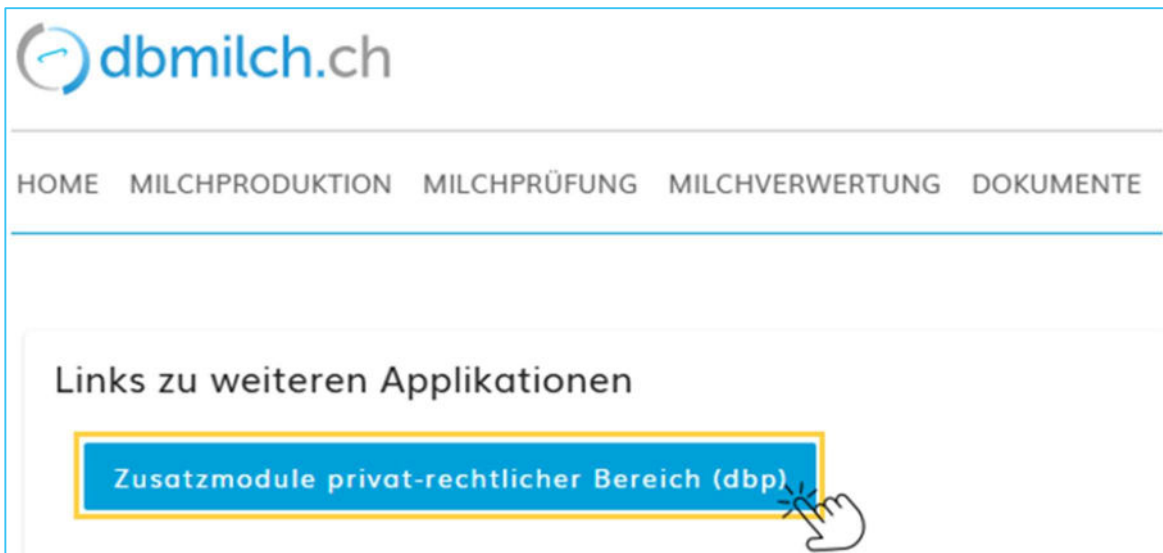 dbmilch.ch
HOME MILCHPRODUKTION MILCHPRÜFUNG MILCHVERWERTUNG DOKUMENTE
Links zu weiteren Applikationen
Zusatzmodule privat-rechtlicher Bereich (dbp)